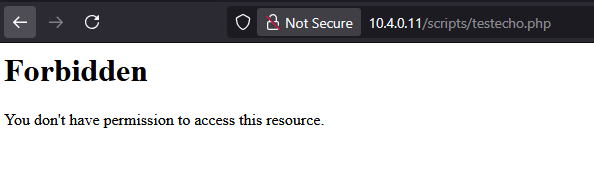 Not Secure 10.4.0.11/scripts/testecho.php
Forbidden
You don't have permission to access this resource.